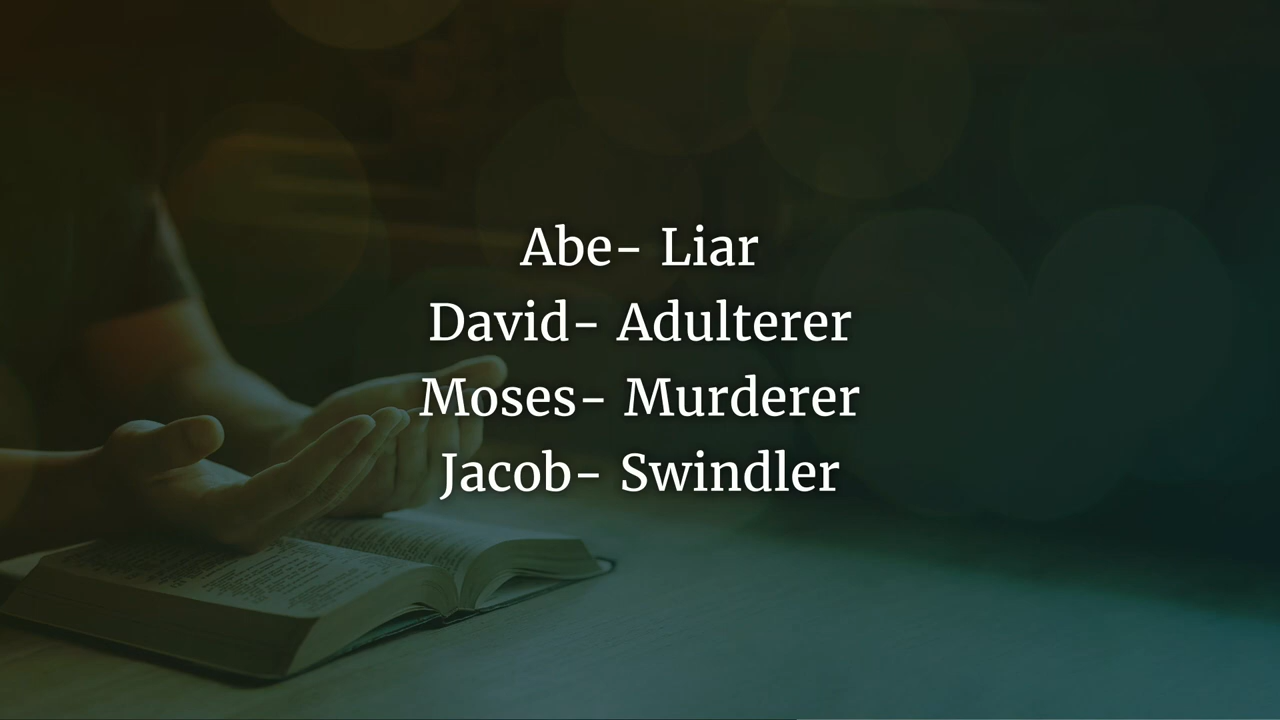 Abe- Liar
David- Adulterer
Moses- Murderer
Jacob- Swindler